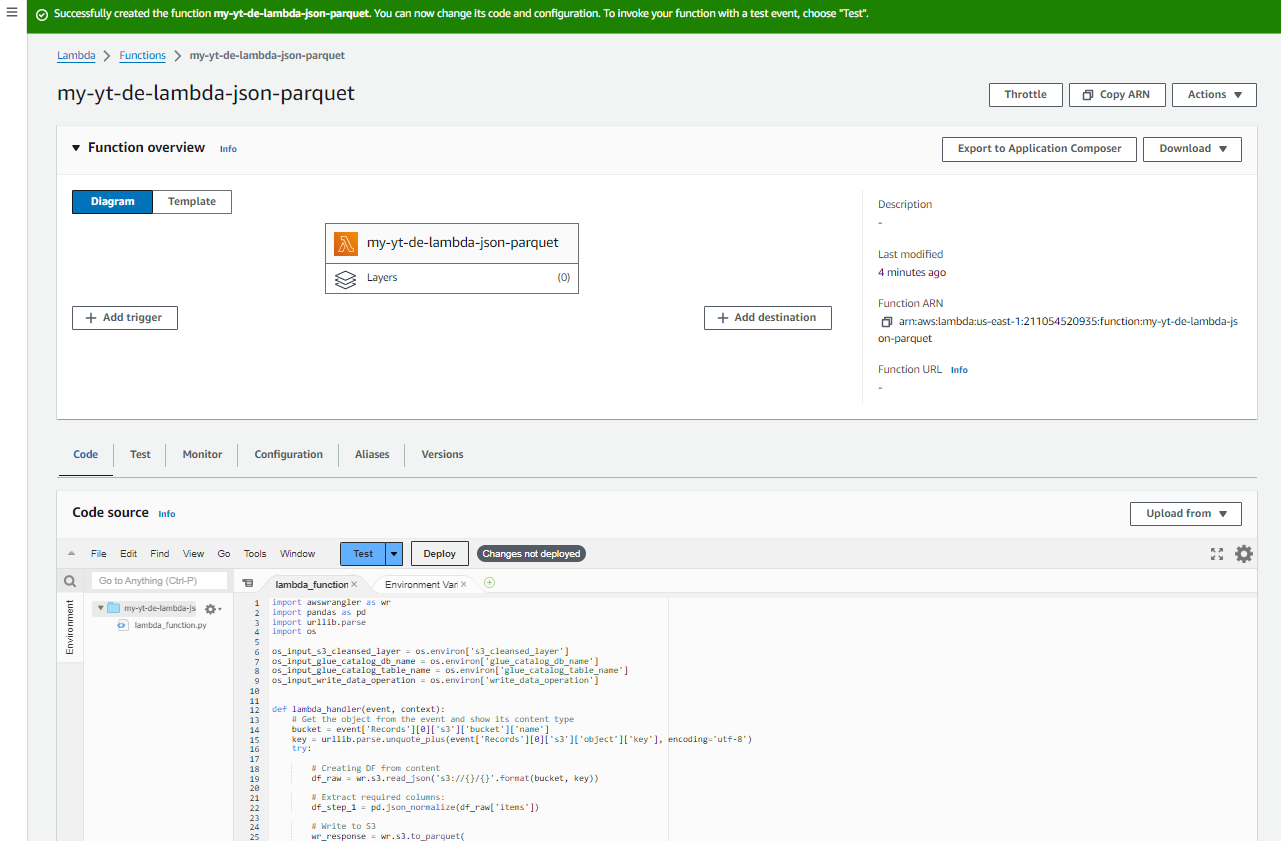 Successfully created the function my-yt-de-lambda-json-parquet. You can now change its code and configuration. To invoke your function with a test event, choose "Test".
Lambda > Functions > my-yt-de-lambda-json-parquet
my-yt-de-lambda-json-parquet
Throttle
Copy ARN
Actions
Function overview Info
Export to Application Composer
Download
Diagram
Template
my-yt-de-lambda-json-parquet
Layers (0)
+ Add trigger
+ Add destination
Description
-
Last modified
4 minutes ago
Function ARN
arn:aws:lambda:us-east-1:211054520935:function:my-yt-de-lambda-js
on-parquet
Function URL Info
-
Code
Test
Monitor
Configuration
Aliases
Versions
Code source Info
Upload from
File Edit Find View Go Tools Window
Test
Deploy
Changes not deployed
Go to Anything (Ctrl-P)
lambda_function ×
Environment Vari ×
Environment
my-yt-de-lambda-js
lambda_function.py
1 import awswrangler as wr
2 import pandas as pd
3 import urllib.parse
4 import os
5
6 os_input_s3_cleansed_layer = os.environ['s3_cleansed_layer']
7 os_input_glue_catalog_db_name = os.environ['glue_catalog_db_name']
8 os_input_glue_catalog_table_name = os.environ['glue_catalog_table_name']
9 os_input_write_data_operation = os.environ['write_data_operation']
10
11
12 def lambda_handler(event, context):
13 # Get the object from the event and show its content type
14 bucket = event['Records'][0]['s3']['bucket']['name']
15 key = urllib.parse.unquote_plus(event['Records'][0]['s3']['object']['key'], encoding='utf-8')
16 try:
17
18 # Creating DF from content
19 df_raw = wr.s3.read_json('s3://{}/{}'.format(bucket, key))
20
21 # Extract required columns:
22 df_step_1 = pd.json_normalize(df_raw['items'])
23
24 # Write to S3
25 wr_response = wr.s3.to_parquet(